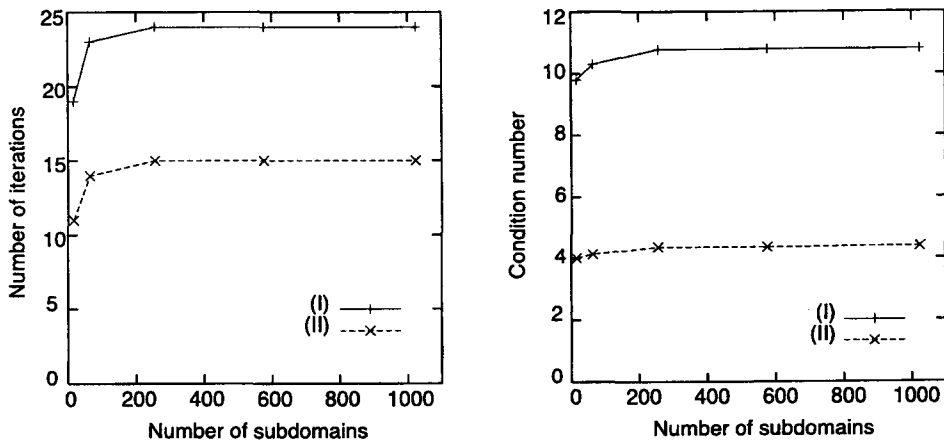 25
20
15
10
5
0
Number of iterations
(I)
(II)
0 200 400 600 800 1000
Number of subdomains
12
10
8
6
4
2
0
Condition number
(I)
(II)
0 200 400 600 800 1000
Number of subdomains